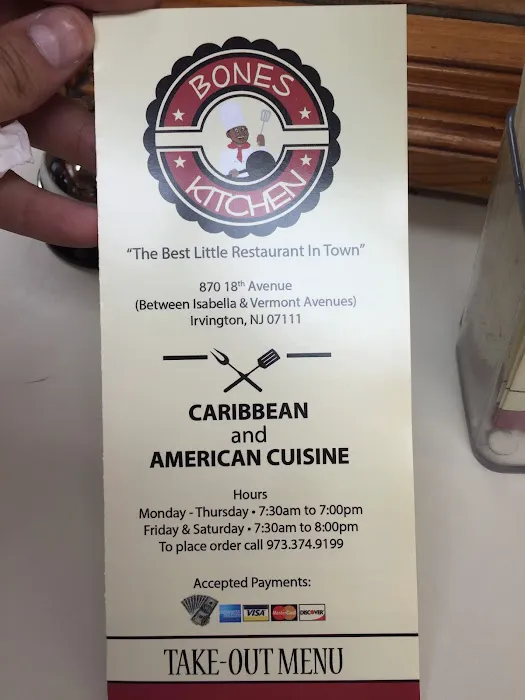 BONES
KITCHEN
“The Best Little Restaurant In Town”
870 18th Avenue
(Between Isabella & Vermont Avenues)
Irvington, NJ 07111
CARIBBEAN
and
AMERICAN CUISINE
Hours
Monday - Thursday • 7:30am to 7:00pm
Friday & Saturday • 7:30am to 8:00pm
To place order call 973.374.9199
Accepted Payments:
VISA MasterCard DISCOVER
TAKE-OUT MENU